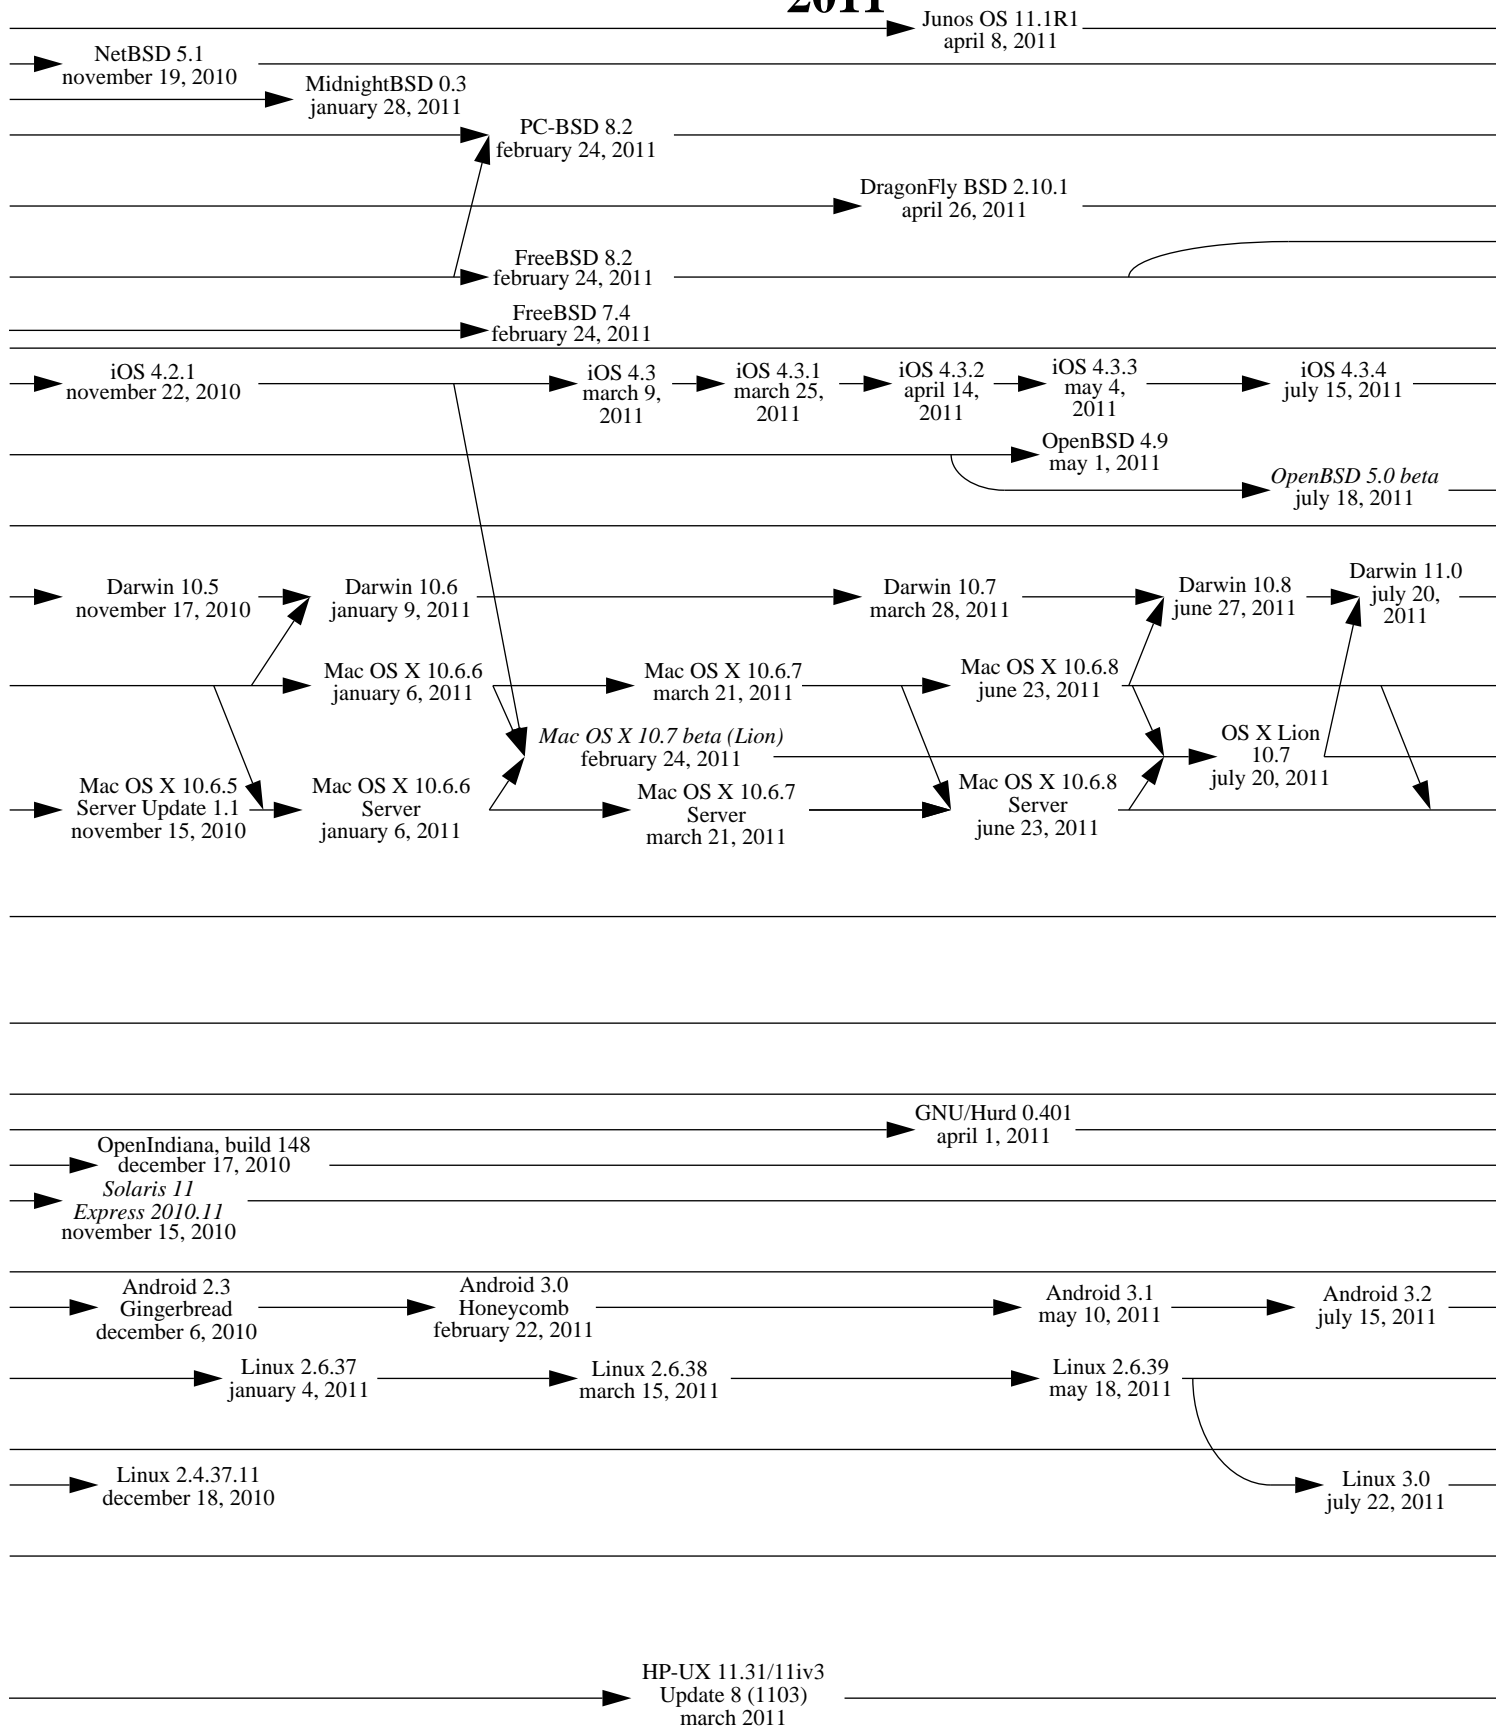 2011
Junos OS 11.1R1
april 8, 2011
NetBSD 5.1
november 19, 2010
MidnightBSD 0.3
january 28, 2011
PC-BSD 8.2
february 24, 2011
DragonFly BSD 2.10.1
april 26, 2011
FreeBSD 8.2
february 24, 2011
FreeBSD 7.4
february 24, 2011
iOS 4.2.1
november 22, 2010
iOS 4.3
march 9,
2011
iOS 4.3.1
march 25,
2011
iOS 4.3.2
april 14,
2011
iOS 4.3.3
may 4,
2011
iOS 4.3.4
july 15, 2011
OpenBSD 4.9
may 1, 2011
OpenBSD 5.0 beta
july 18, 2011
Darwin 10.5
november 17, 2010
Darwin 10.6
january 9, 2011
Darwin 10.7
march 28, 2011
Darwin 10.8
june 27, 2011
Darwin 11.0
july 20,
2011
Mac OS X 10.6.6
january 6, 2011
Mac OS X 10.6.7
march 21, 2011
Mac OS X 10.6.8
june 23, 2011
Mac OS X 10.7 beta (Lion)
february 24, 2011
OS X Lion
10.7
july 20, 2011
Mac OS X 10.6.5
Server Update 1.1
november 15, 2010
Mac OS X 10.6.6
Server
january 6, 2011
Mac OS X 10.6.7
Server
march 21, 2011
Mac OS X 10.6.8
Server
june 23, 2011
GNU/Hurd 0.401
april 1, 2011
OpenIndiana, build 148
december 17, 2010
Solaris 11
Express 2010.11
november 15, 2010
Android 2.3
Gingerbread
december 6, 2010
Android 3.0
Honeycomb
february 22, 2011
Android 3.1
may 10, 2011
Android 3.2
july 15, 2011
Linux 2.6.37
january 4, 2011
Linux 2.6.38
march 15, 2011
Linux 2.6.39
may 18, 2011
Linux 2.4.37.11
december 18, 2010
Linux 3.0
july 22, 2011
HP-UX 11.31/11iv3
Update 8 (1103)
march 2011